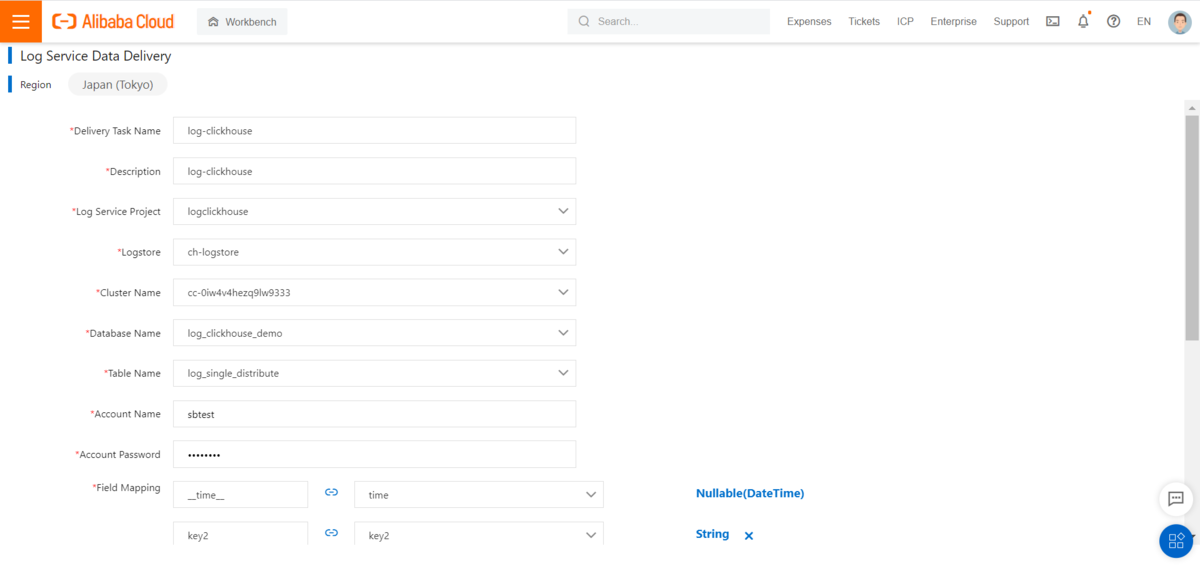 Alibaba Cloud Workbench Search... Expenses Tickets ICP Enterprise Support EN
Log Service Data Delivery
Region Japan (Tokyo)
*Delivery Task Name log-clickhouse
*Description log-clickhouse
*Log Service Project logclickhouse
*Logstore ch-logstore
*Cluster Name cc-0iw4v4hezq9lw9333
*Database Name log_clickhouse_demo
*Table Name log_single_distribute
*Account Name sbtest
*Account Password ••••••••
*Field Mapping __time__ time Nullable(DateTime)
key2 key2 String